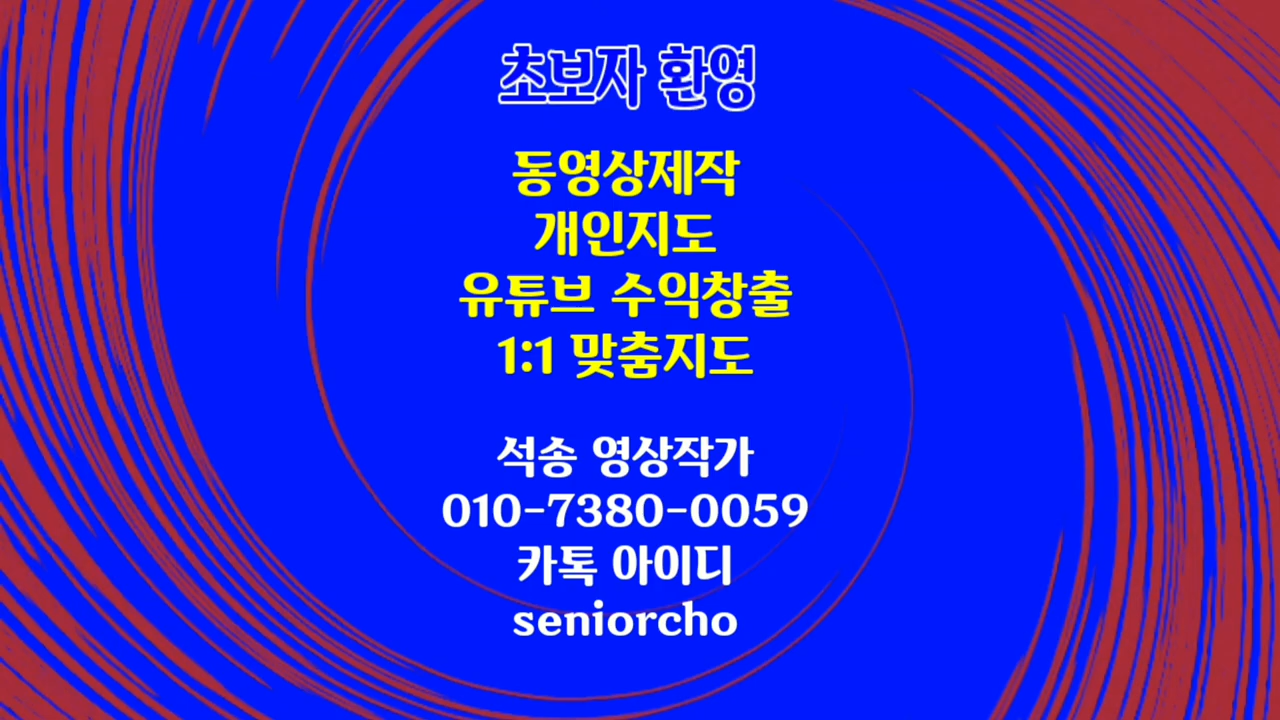 초보자 환영
동영상제작
개인지도
유튜브 수익창출
1:1 맞춤지도
석송 영상작가
010-7380-0059
카톡 아이디
seniorcho